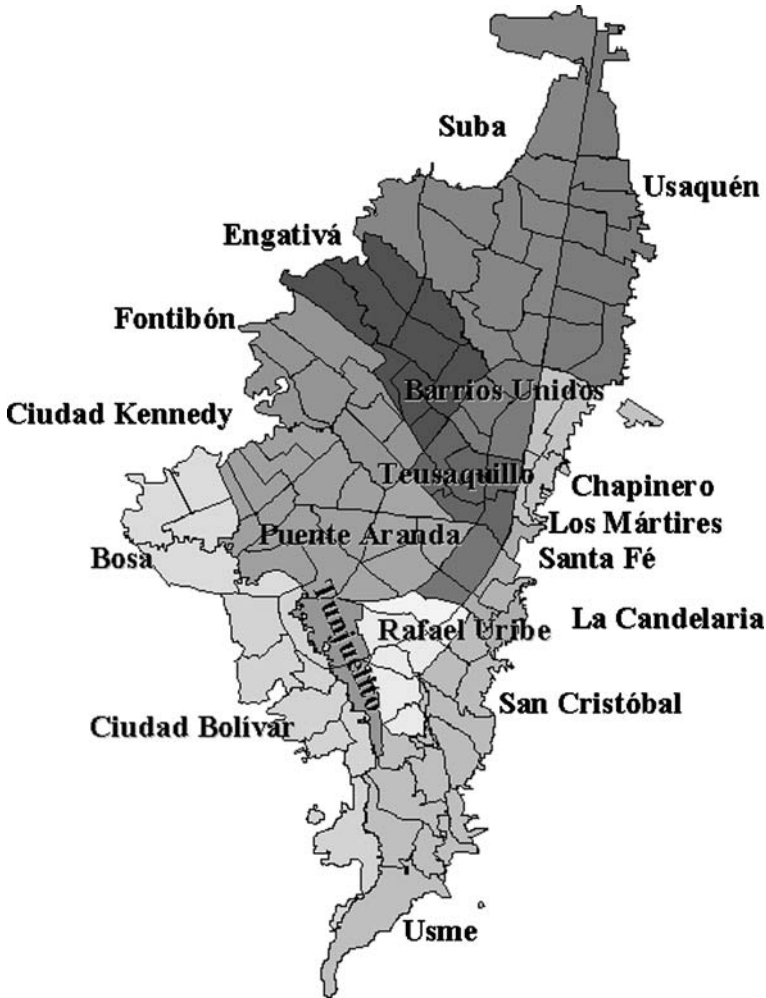 Suba
Usaquén
Engativá
Fontibón
Barrios Unidos
Ciudad Kennedy
Teusaquillo
Chapinero
Los Mártires
Puente Aranda
Bosa
Santa Fé
Tunjuelito
La Candelaria
Rafael Uribe
San Cristóbal
Ciudad Bolívar
Usme